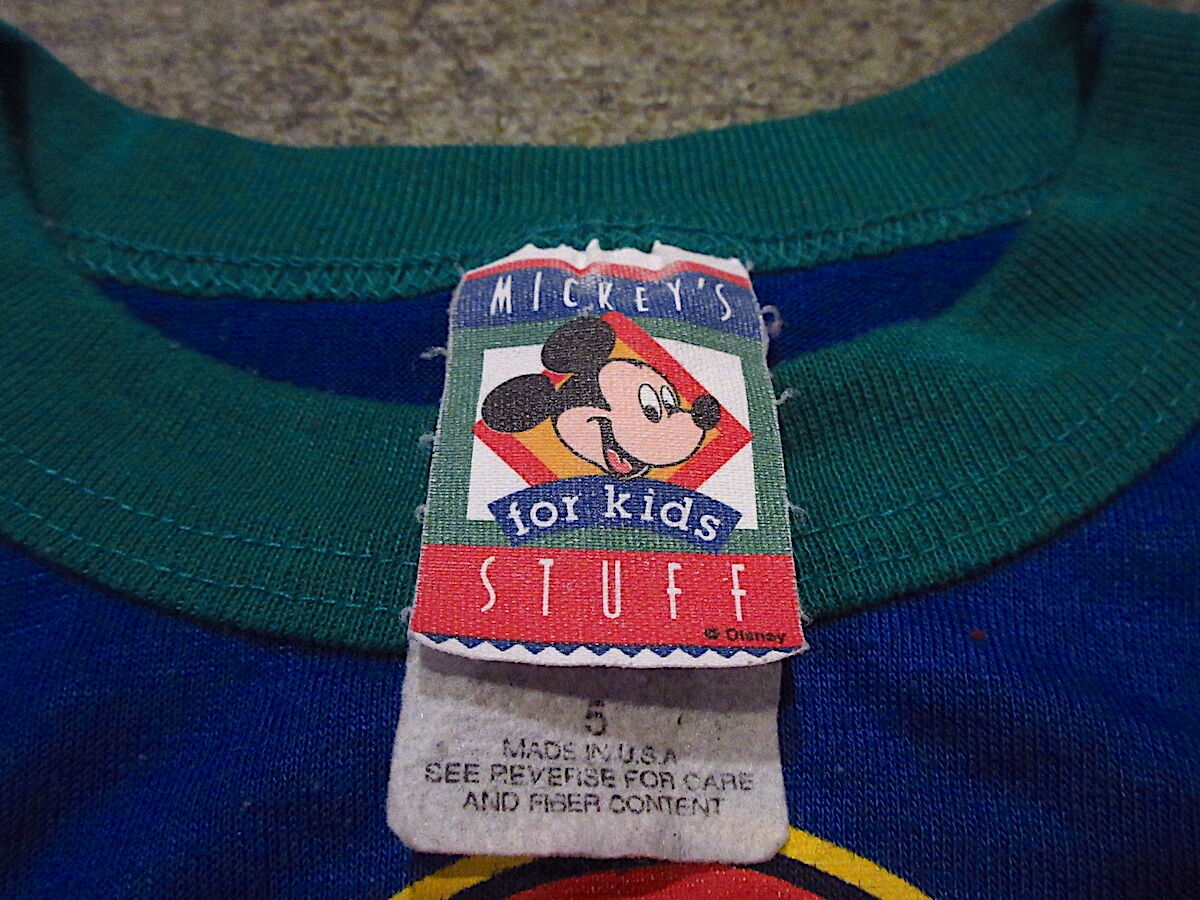 MICKEY'S
for kids
STUFF
© Disney
5
MADE IN U.S.A
SEE REVERSE FOR CARE
AND FIBER CONTENT